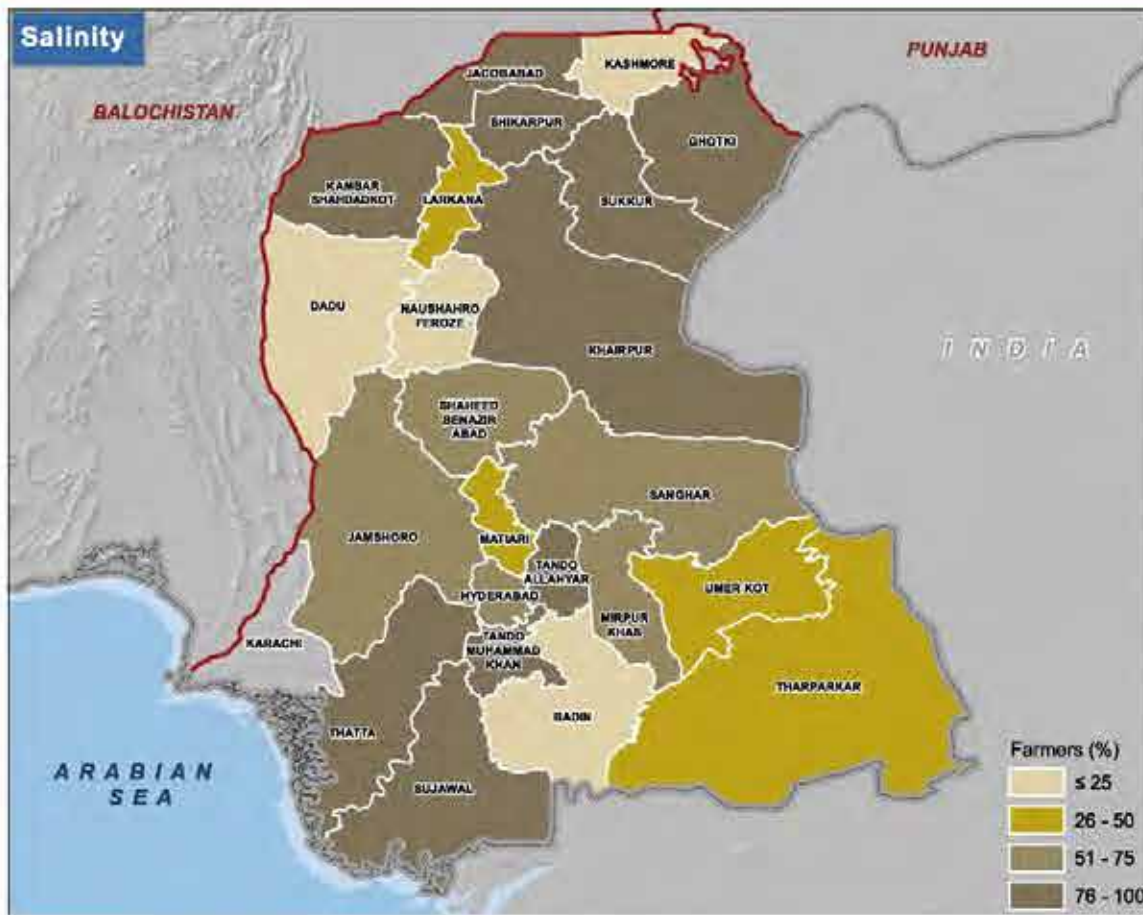 Salinity
PUNJAB
BALOCHISTAN
KASHMORE
JACOBABAD
SHIKARPUR
GHOTKI
KAMBAR
SHAHDADKOT
LARKANA
SUKKUR
DADU
NAUSHAHRO
FEROZE
KHAIRPUR
INDIA
SHAHEED
BENAZIR
ABAD
SANGHAR
JAMSHORO
MATIARI
TANDO
ALLAHYAR
UMER KOT
HYDERABAD
MIRPUR
KHAS
KARACHI
TANDO
MUHAMMAD
KHAN
THARPARKAR
BADIN
THATTA
SUJAWAL
ARABIAN
SEA
Farmers (%)
≤ 25
26 - 50
51 - 75
76 - 100